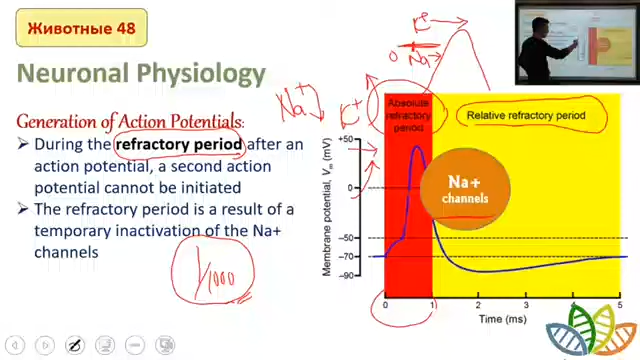 Животные 48
Neuronal Physiology
Generation of Action Potentials:
During the refractory period after an
action potential, a second action
potential cannot be initiated
The refractory period is a result of a
temporary inactivation of the Na+
channels
1/1000
Na+
K+
K+
0
Na+
Absolute
refractory
period
Relative refractory period
Na+
channels
Membrane potential, Vm (mV)
+50
0
−50
−70
−90
0
1
2
3
4
5
Time (ms)